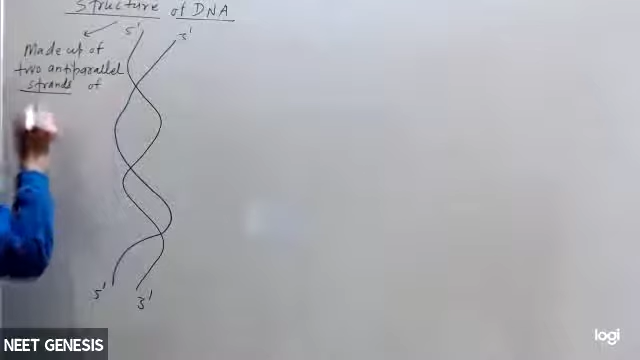 Structure of DNA
5' 3'
Made up of
two antiparallel
strands of
5' 3'
NEET GENESIS
logi